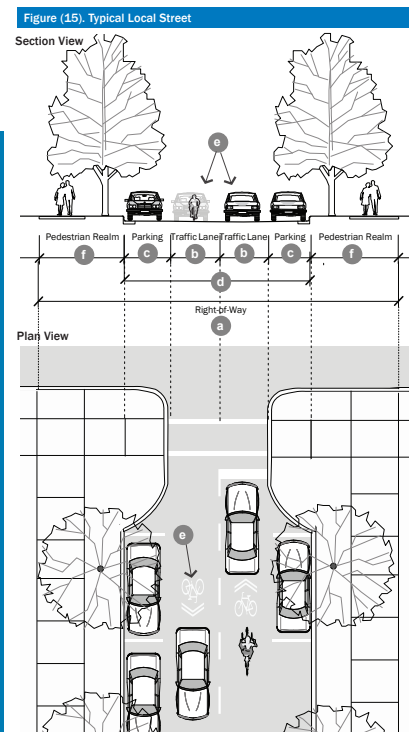 Figure (15). Typical Local Street
Section View
e
Pedestrian Realm Parking Traffic Lane Traffic Lane Parking Pedestrian Realm
f c b b c f
d
Right-of-Way
a
Plan View
e